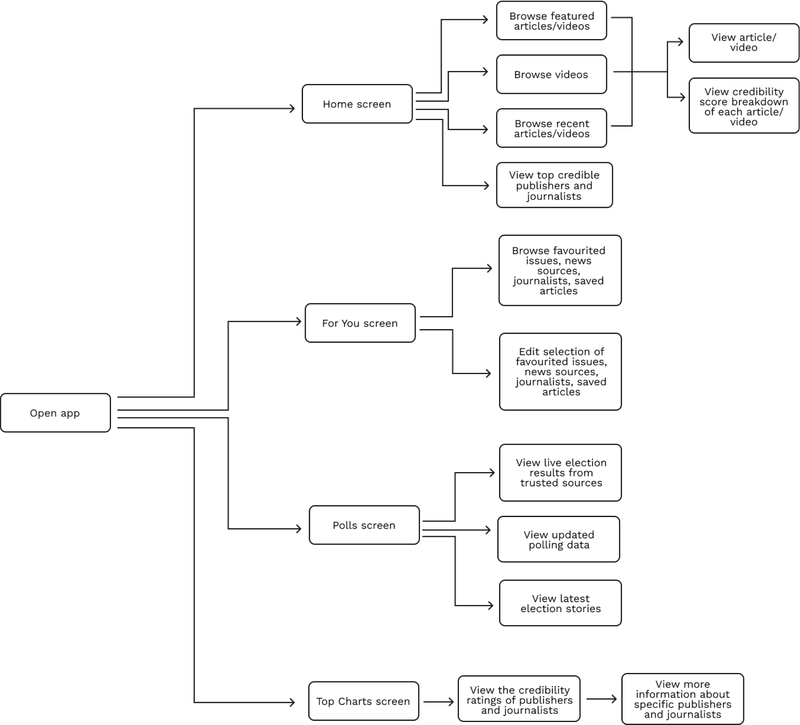 Open app
Home screen
Browse featured
articles/videos
Browse videos
Browse recent
articles/videos
View top credible
publishers and
journalists
View article/
video
View credibility
score breakdown
of each article/
video
For You screen
Browse favourited
issues, news
sources,
journalists, saved
articles
Edit selection of
favourited issues,
news sources,
journalists, saved
articles
Polls screen
View live election
results from
trusted sources
View updated
polling data
View latest
election stories
Top Charts screen
View the credibility
ratings of publishers
and journalists
View more
information about
specific publishers
and journalists